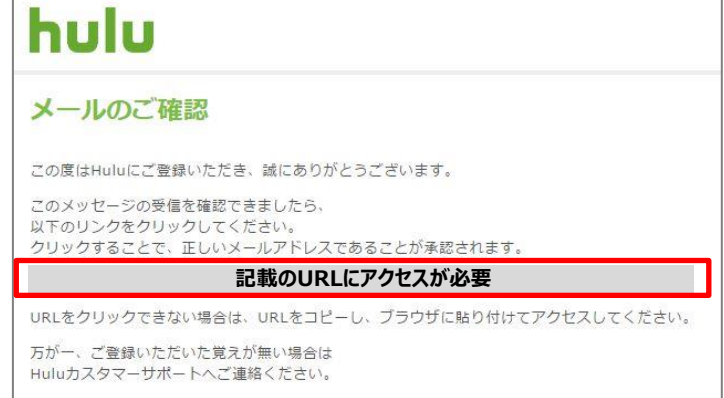 hulu
メールのご確認
この度はHuluにご登録いただき、誠にありがとうございます。
このメッセージの受信を確認できましたら、
以下のリンクをクリックしてください。
クリックすることで、正しいメールアドレスであることが承認されます。
記載のURLにアクセスが必要
URLをクリックできない場合は、URLをコピーし、ブラウザに貼り付けてアクセスしてください。
万が一、ご登録いただいた覚えが無い場合は
Huluカスタマーサポートへご連絡ください。